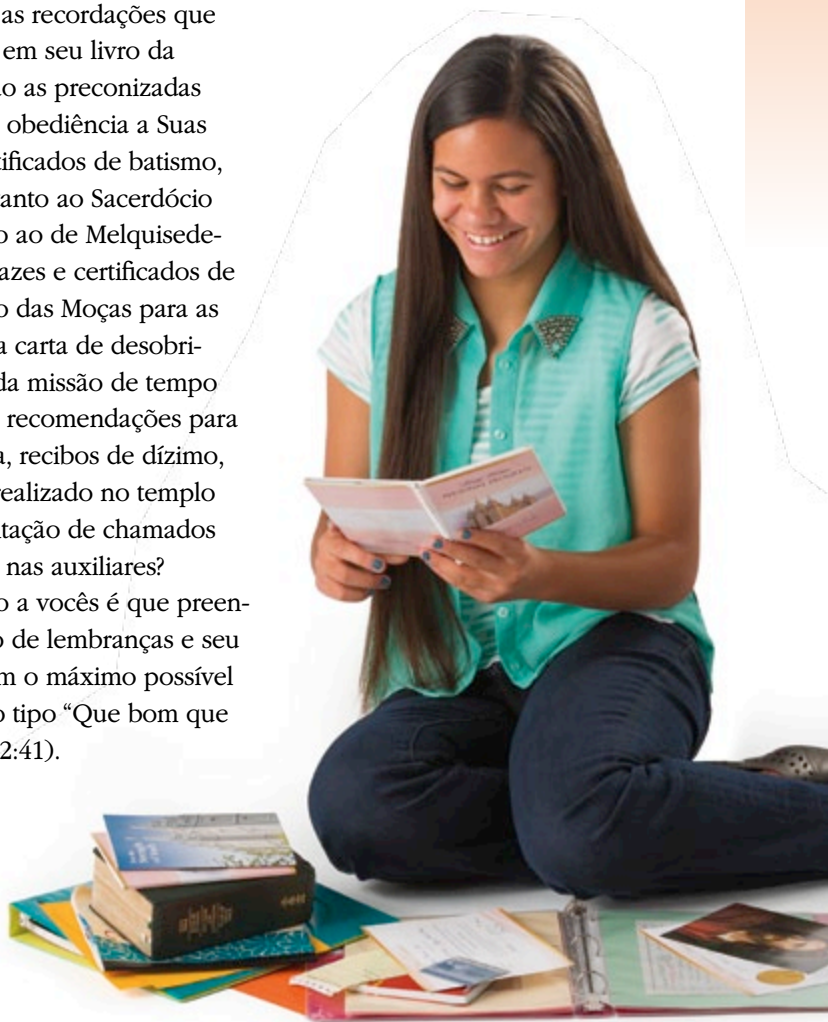 as recordações que
em seu livro da
o as preconizadas
obediência a Suas
tificados de batismo,
anto ao Sacerdócio
o ao de Melquisede-
azes e certificados de
o das Moças para as
a carta de desobri-
da missão de tempo
recomendações para
a, recibos de dízimo,
realizado no templo
tação de chamados
nas auxiliares?
o a vocês é que preen-
o de lembranças e seu
m o máximo possível
o tipo “Que bom que
2:41).